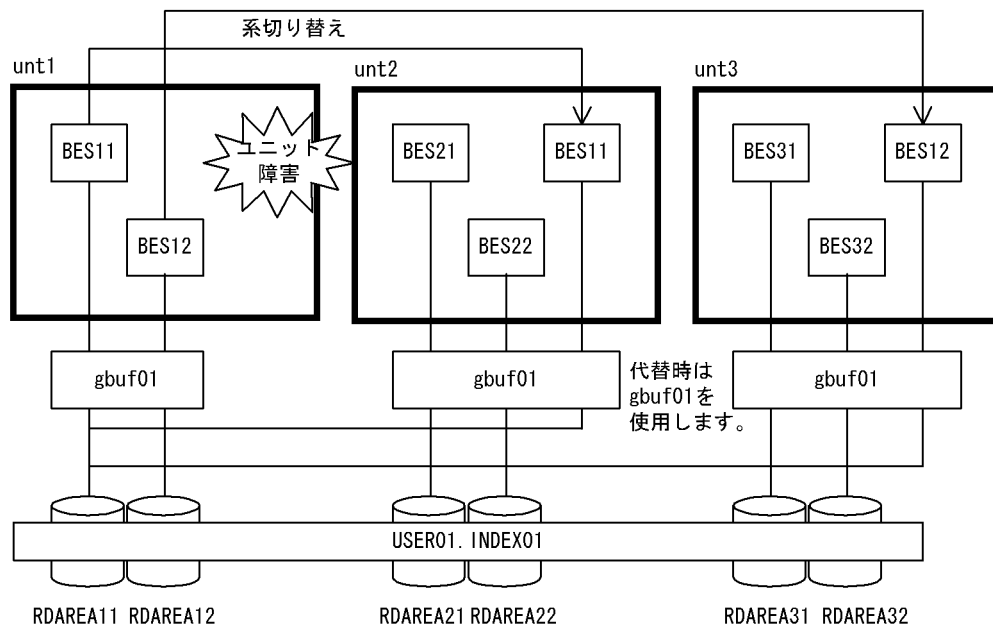 系切り替え
unt1
unt2
unt3
BES11
BES21
BES11
BES31
BES12
ユニット
障害
BES12
BES22
BES32
gbuf01
gbuf01
gbuf01
代替時は
gbuf01を
使用します。
USER01.INDEX01
RDAREA11 RDAREA12
RDAREA21 RDAREA22
RDAREA31 RDAREA32